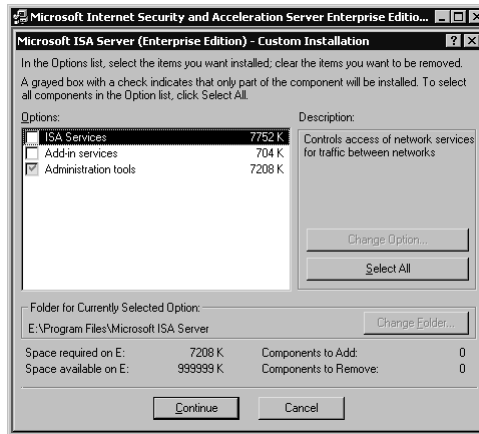 Microsoft Internet Security and Acceleration Server Enterprise Editio...
Microsoft ISA Server (Enterprise Edition) - Custom Installation
In the Options list, select the items you want installed; clear the items you want to be removed.
A grayed box with a check indicates that only part of the component will be installed. To select
all components in the Option list, click Select All.
Options:
Description:
ISA Services 7752 K
Add-in services 704 K
Administration tools 7208 K
Controls access of network services
for traffic between networks
Change Option...
Select All
Folder for Currently Selected Option:
E:\Program Files\Microsoft ISA Server
Change Folder...
Space required on E: 7208 K Components to Add: 0
Space available on E: 999999 K Components to Remove: 0
Continue
Cancel